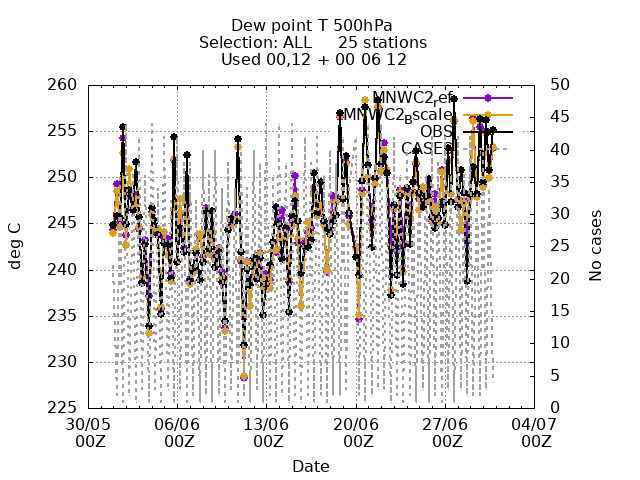 Dew point T 500hPa
Selection: ALL 25 stations
Used 00,12 + 00 06 12
260
255
250
245
240
235
230
225
50
45
40
35
30
25
20
15
10
5
0
MNWC2ref
MNWC2Bscale
OBS
CASES
deg C
No cases
30/05 06/06 13/06 20/06 27/06 04/07
00Z 00Z 00Z 00Z 00Z 00Z
Date